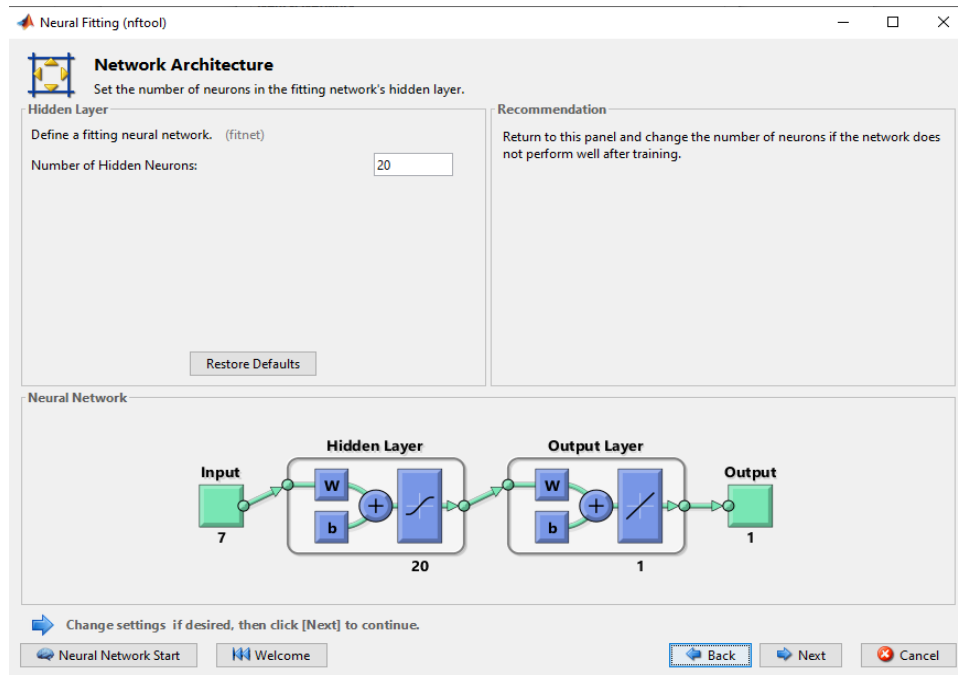 Neural Fitting (nftool)
Network Architecture
Set the number of neurons in the fitting network's hidden layer.
Hidden Layer
Define a fitting neural network. (fitnet)
Number of Hidden Neurons: 20
Restore Defaults
Recommendation
Return to this panel and change the number of neurons if the network does
not perform well after training.
Neural Network
Hidden Layer
Output Layer
Input
Output
W
b
+
W
b
+
7
20
1
1
Change settings if desired, then click [Next] to continue.
Neural Network Start
Welcome
Back
Next
Cancel